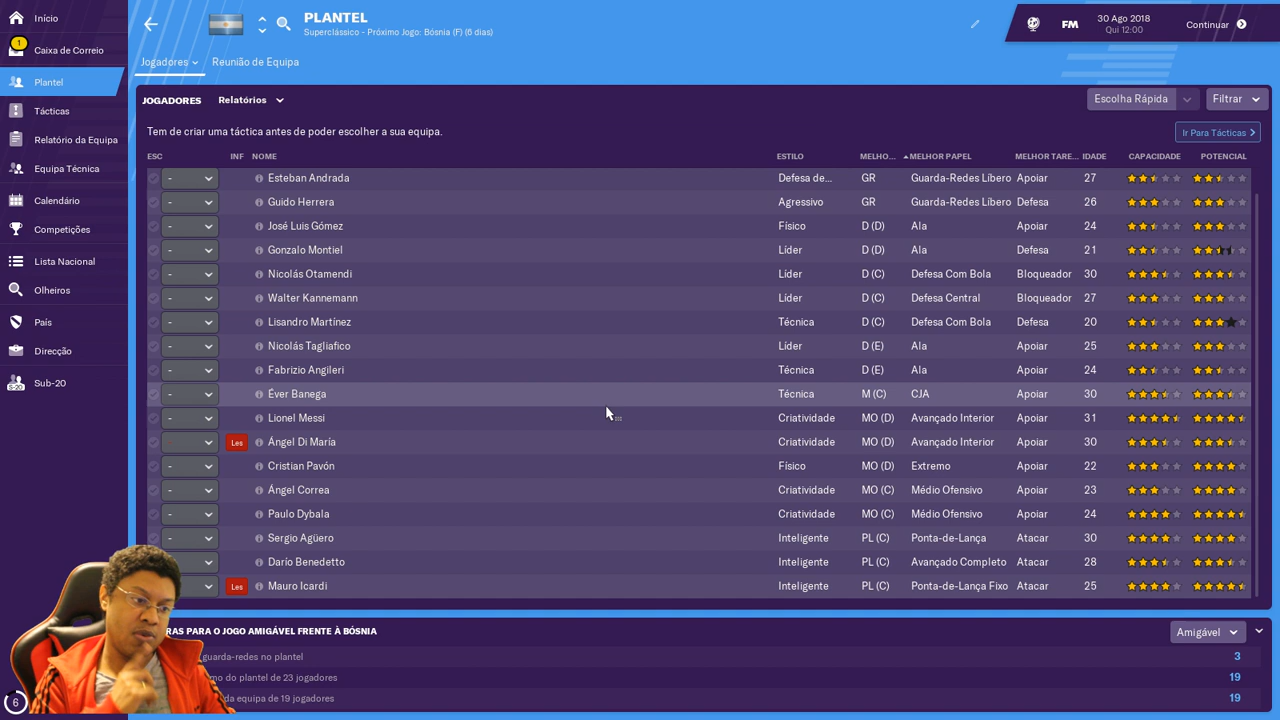 Início
1
Caixa de Correio
Plantel
Tácticas
Relatório da Equipa
Equipa Técnica
Calendário
Competições
Lista Nacional
Olheiros
País
Direcção
S-20 Sub-20
6
PLANTEL
Superclássico - Próximo Jogo: Bósnia (F) (6 dias)
FM
30 Ago 2018
Qui 12:00
Continuar
Jogadores
Reunião de Equipa
JOGADORES Relatórios
Escolha Rápida
Filtrar
Tem de criar uma táctica antes de poder escolher a sua equipa.
Ir Para Tácticas
ESC INF NOME ESTILO MELHO... MELHOR PAPEL MELHOR TARE... IDADE CAPACIDADE POTENCIAL
- Esteban Andrada Defesa de... GR Guarda-Redes Líbero Apoiar 27
- Guido Herrera Agressivo GR Guarda-Redes Líbero Defesa 26
- José Luis Gómez Físico D (D) Ala Apoiar 24
- Gonzalo Montiel Líder D (D) Ala Defesa 21
- Nicolás Otamendi Líder D (C) Defesa Com Bola Bloqueador 30
- Walter Kannemann Líder D (C) Defesa Central Bloqueador 27
- Lisandro Martínez Técnica D (C) Defesa Com Bola Defesa 20
- Nicolás Tagliafico Líder D (E) Ala Apoiar 25
- Fabrizio Angileri Técnica D (E) Ala Apoiar 24
- Éver Banega Técnica M (C) CJA Apoiar 30
- Lionel Messi Criatividade MO (D) Avançado Interior Apoiar 31
- Les Ángel Di María Criatividade MO (D) Avançado Interior Apoiar 30
- Cristian Pavón Físico MO (D) Extremo Apoiar 22
- Ángel Correa Criatividade MO (C) Médio Ofensivo Apoiar 23
- Paulo Dybala Criatividade MO (C) Médio Ofensivo Apoiar 24
- Sergio Agüero Inteligente PL (C) Ponta-de-Lança Atacar 30
Darío Benedetto Inteligente PL (C) Avançado Completo Atacar 28
Les Mauro Icardi Inteligente PL (C) Ponta-de-Lança Fixo Atacar 25
RAS PARA O JOGO AMIGÁVEL FRENTE À BÓSNIA
Amigável
guarda-redes no plantel 3
mo do plantel de 23 jogadores 19
da equipa de 19 jogadores 19